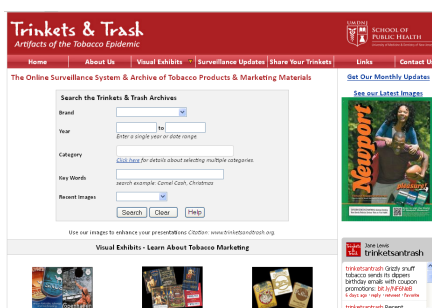 Trinkets & Trash
Artifacts of the Tobacco Epidemic
UMDNJ
SCHOOL OF
PUBLIC HEALTH
Home
About Us
Visual Exhibits
Surveillance Updates
Share Your Trinkets
Links
Contact Us
The Online Surveillance System & Archive of Tobacco Products & Marketing Materials
Get Our Monthly Updates
Search the Trinkets & Trash Archives
See our Latest Images
Brand
Year
to
Enter a single year or date range.
Category
Click here for details about selecting multiple categories.
Key Words
search example: Camel Cash, Christmas
Recent Images
Search
Clear
Help
Newport
pleasure!
Use our images to enhance your presentations Citation: www.trinketsandtrash.org.
Visual Exhibits - Learn About Tobacco Marketing
Jane Lewis
trinketsantrash
trinketsantrash Grizzly snuff
tobacco sends its dippers
birthday emails with coupon
promotions:
6 days ago · reply · retweet · favorite
trinketsantrash Recent